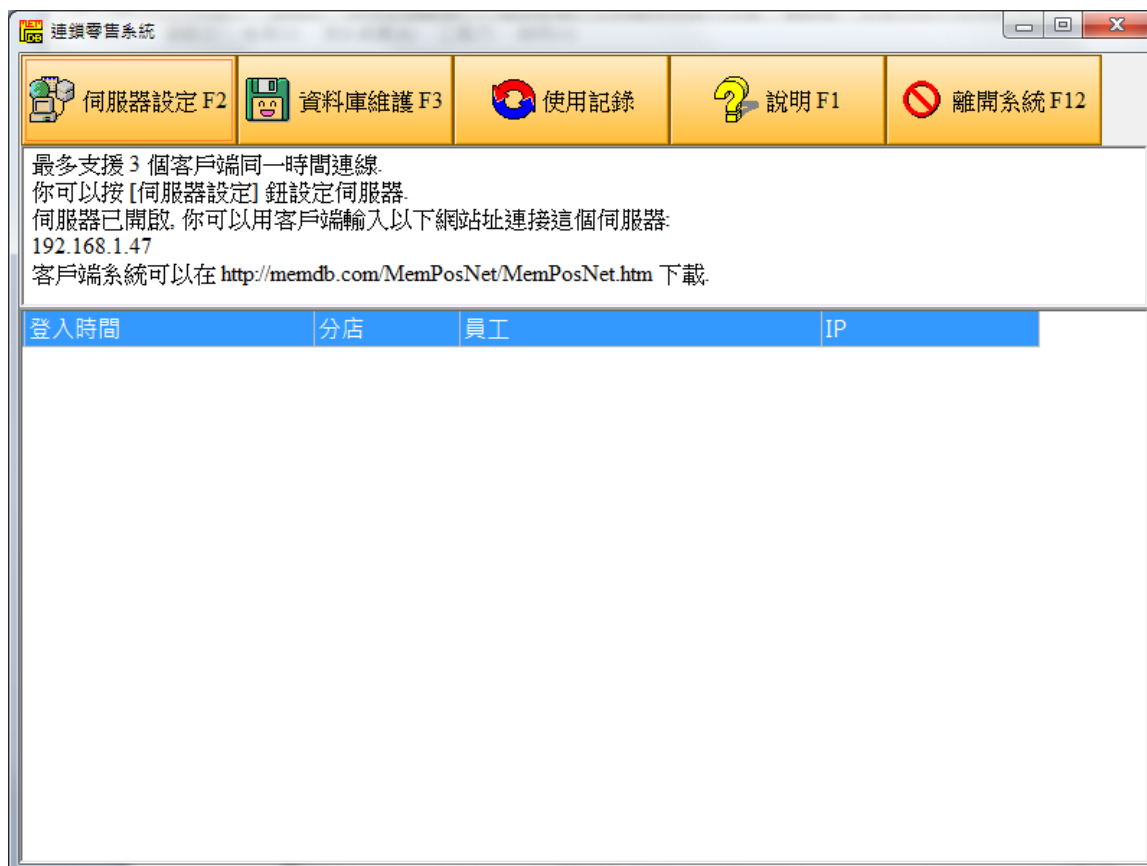 連鎖零售系統
伺服器設定 F2
資料庫維護 F3
使用記錄
說明 F1
離開系統 F12
最多支援 3 個客戶端同一時間連線.
你可以按 [伺服器設定] 鈕設定伺服器.
伺服器已開啟, 你可以用客戶端輸入以下網站址連接這個伺服器:
192.168.1.47
客戶端系統可以在 http://memdb.com/MemPosNet/MemPosNet.htm 下載.
登入時間 分店 員工 IP